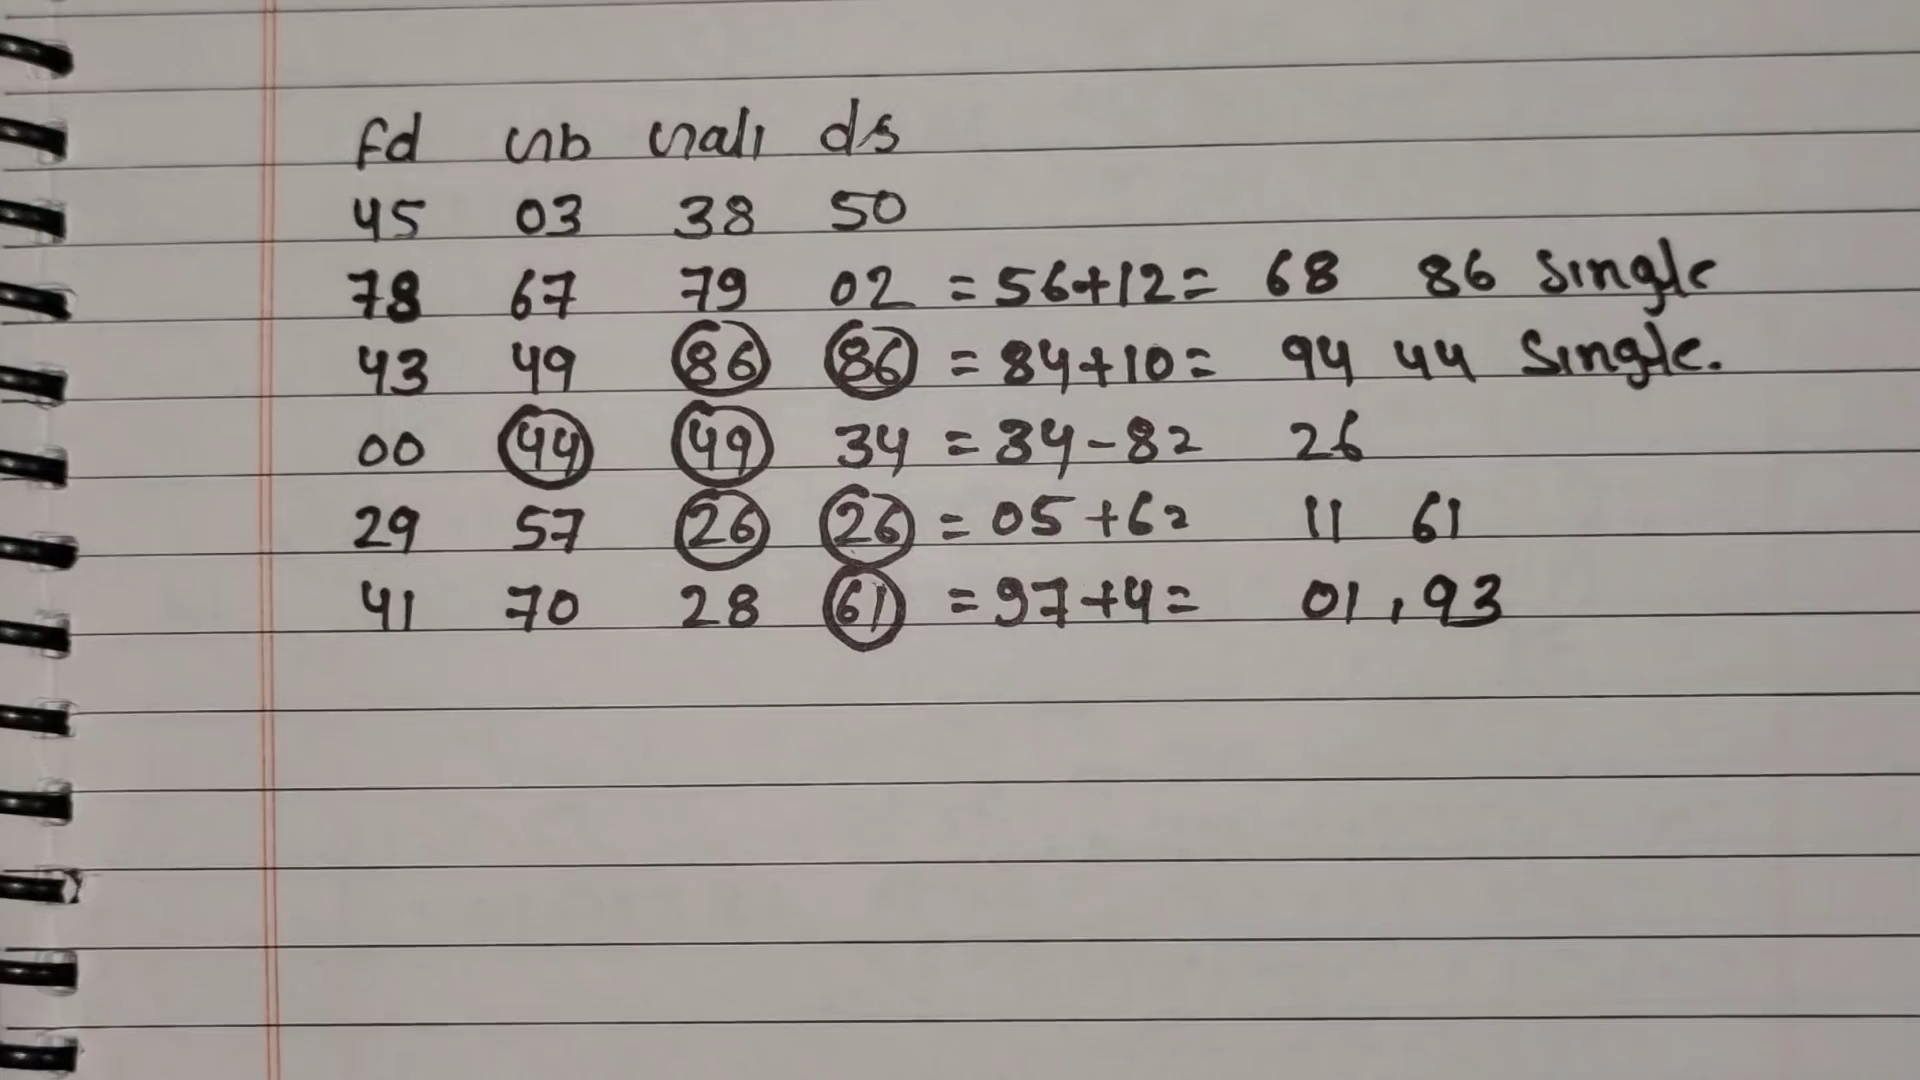 fd gb gali ds
45 03 38 50
78 67 79 02 = 56+12= 68 86 Single
43 49 86 86 = 84+10= 94 44 Single.
00 44 49 34 = 34-82 26
29 57 26 26 = 05+62 11 61
41 70 28 61 = 97+4= 01, 93